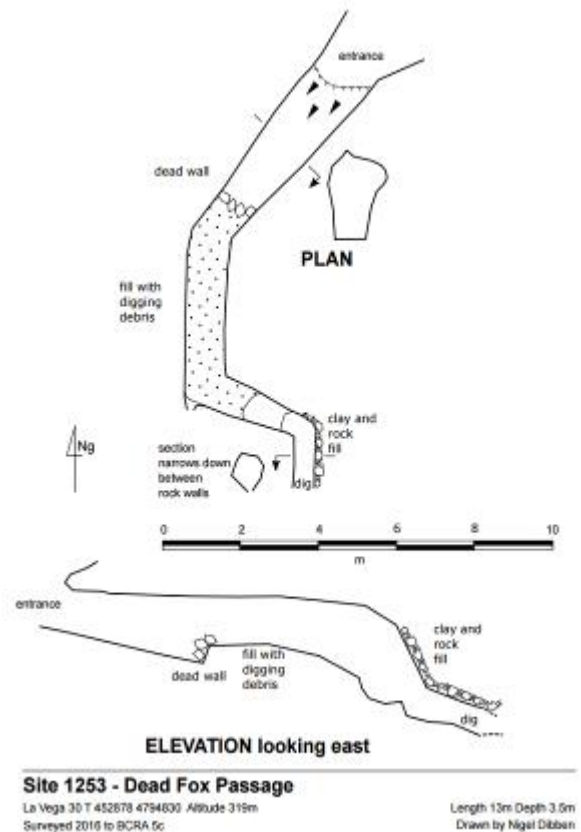 entrance
dead wall
PLAN
fill with
digging
debris
clay and
rock
fill
Ng
section
narrows down
between
rock walls
dig
0 2 4 6 8 10
m
entrance
clay and
rock
fill
fill with
digging
debris
dead wall
dig
ELEVATION looking east
Site 1253 - Dead Fox Passage
La Vega 30 T 452878 4794830 Altitude 319m
Length 13m Depth 3.5m
Surveyed 2016 to BCRA 5c
Drawn by Nigel Dibben